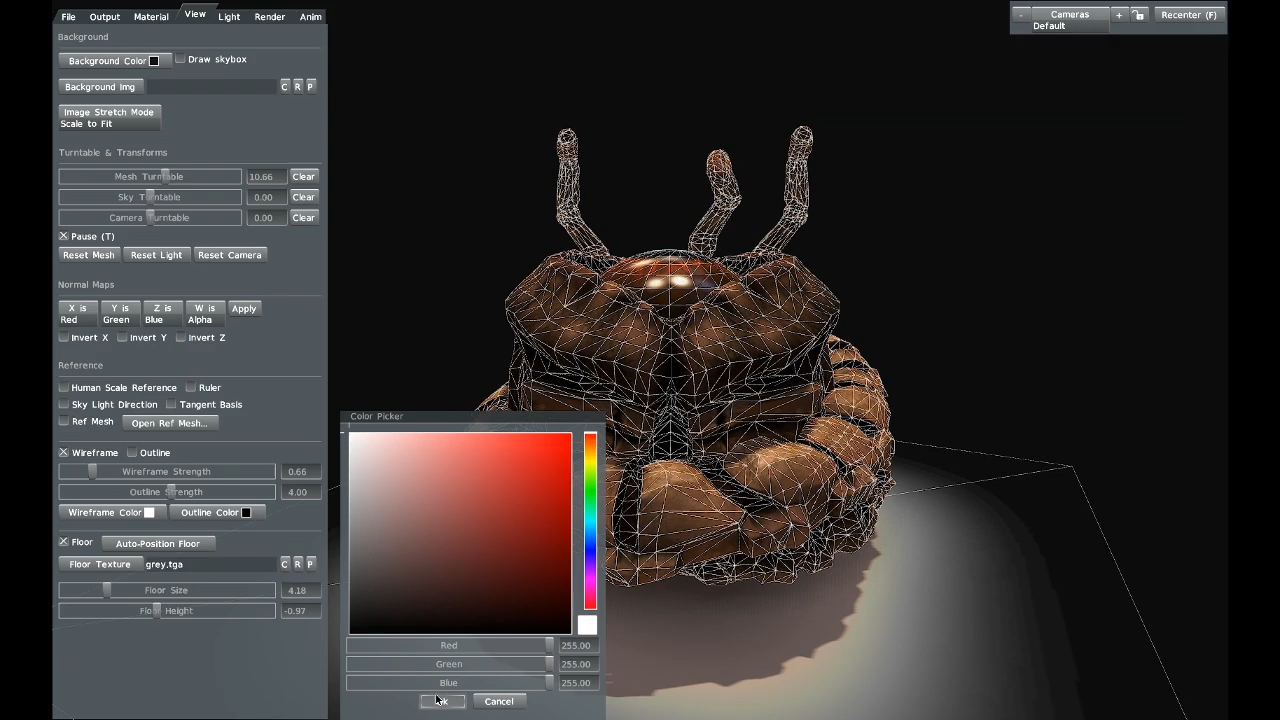 File Output Material View Light Render Anim
Background
Background Color Draw skybox
Background Img C R P
Image Stretch Mode
Scale to Fit
Turntable & Transforms
Mesh Turntable 10.66 Clear
Sky Turntable 0.00 Clear
Camera Turntable 0.00 Clear
Pause (T)
Reset Mesh Reset Light Reset Camera
Normal Maps
X is Y is Z is W is Apply
Red Green Blue Alpha
Invert X Invert Y Invert Z
Reference
Human Scale Reference Ruler
Sky Light Direction Tangent Basis
Ref Mesh Open Ref Mesh...
Wireframe Outline
Wireframe Strength 0.66
Outline Strength 4.00
Wireframe Color Outline Color
Floor Auto-Position Floor
Floor Texture grey.tga C R P
Floor Size 4.18
Floor Height -0.97
Color Picker
Red 255.00
Green 255.00
Blue 255.00
Ok Cancel
- Cameras + Recenter (F)
Default